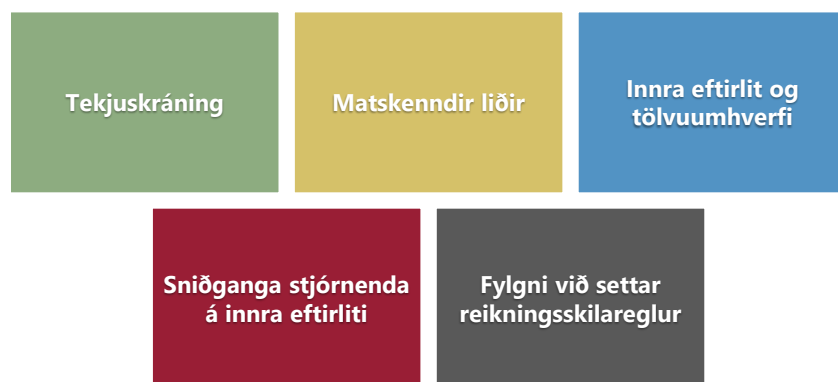 Tekjuskráning
Matskenndir liðir
Innra eftirlit og
tölvuumhverfi
Sniðganga stjórnenda
á innra eftirliti
Fylgni við settar
reikningsskilareglur